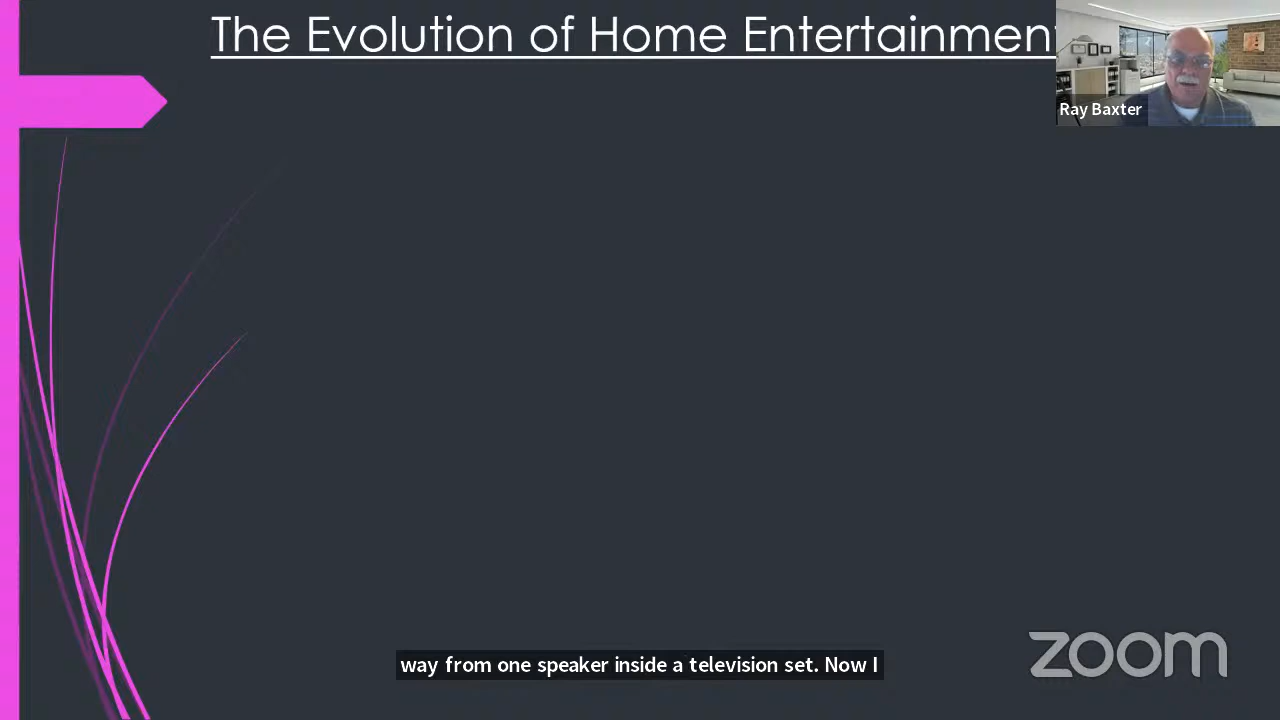 The Evolution of Home Entertainment
Ray Baxter
way from one speaker inside a television set. Now I
zoom